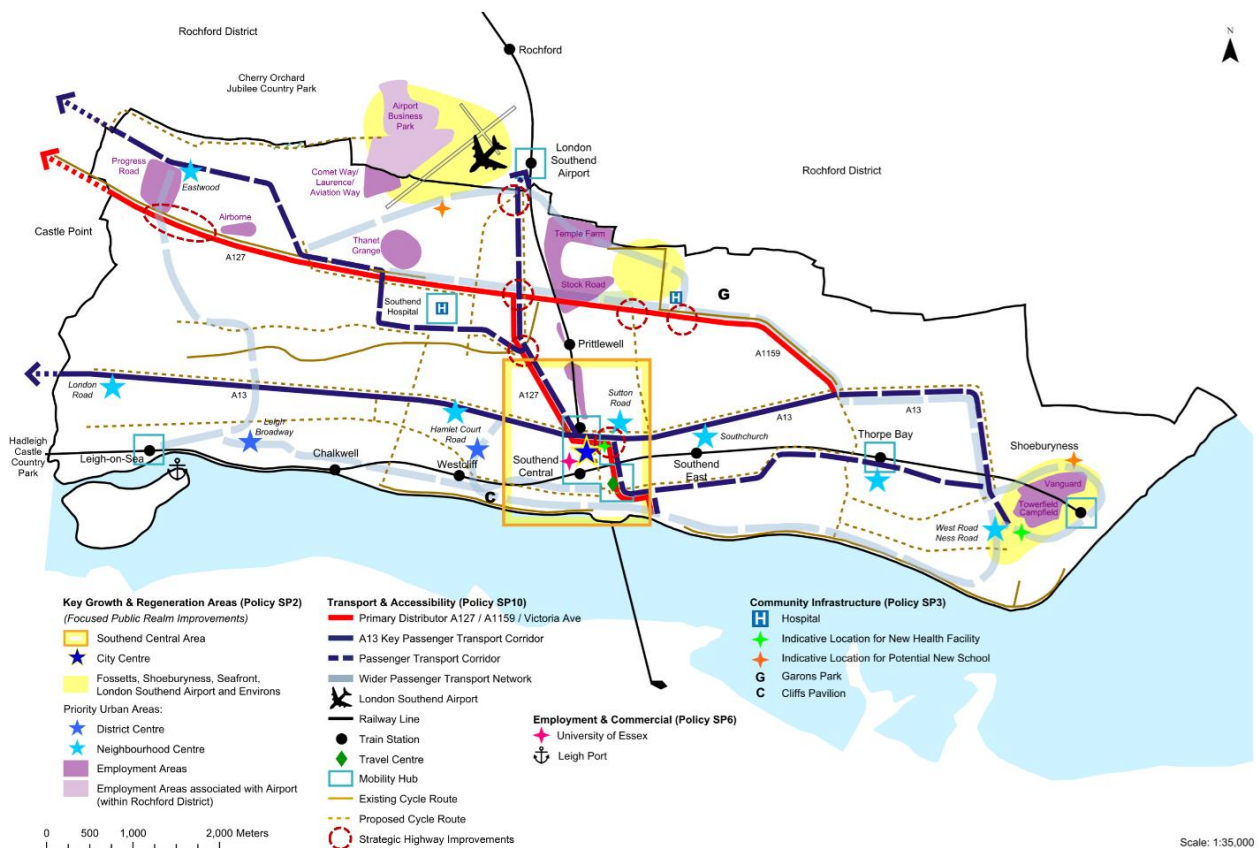 Rochford District
Rochford
N
Cherry Orchard
Jubilee Country Park
Airport
Business
Park
London
Southend
Airport
Rochford District
Progress
Road
Eastwood
Comet Way/
Laurence/
Aviation Way
Castle Point
Airborne
Thanet
Grange
Temple Farm
A127
Stock Road
H
G
Southend
Hospital
H
Prittlewell
A1159
London
Road
A13
A127
Sutton
Road
A13
A13
Hamlet Court
Road
Leigh
Broadway
Southchurch
Hadleigh
Castle
Country
Park
Leigh-on-Sea
Chalkwell
Westcliff
Southend
Central
Southend
East
Thorpe Bay
Shoeburyness
Vanguard
Towerfield
Campfield
C
West Road
Ness Road
Key Growth & Regeneration Areas (Policy SP2)
(Focused Public Realm Improvements)
Southend Central Area
City Centre
Fossetts, Shoeburyness, Seafront,
London Southend Airport and Environs
Priority Urban Areas:
District Centre
Neighbourhood Centre
Employment Areas
Employment Areas associated with Airport
(within Rochford District)
0 500 1,000 2,000 Meters
Transport & Accessibility (Policy SP10)
Primary Distributor A127 / A1159 / Victoria Ave
A13 Key Passenger Transport Corridor
Passenger Transport Corridor
Wider Passenger Transport Network
London Southend Airport
Railway Line
Train Station
Travel Centre
Mobility Hub
Existing Cycle Route
Proposed Cycle Route
Strategic Highway Improvements
Employment & Commercial (Policy SP6)
University of Essex
Leigh Port
Community Infrastructure (Policy SP3)
H Hospital
Indicative Location for New Health Facility
Indicative Location for Potential New School
G Garons Park
C Cliffs Pavilion
Scale: 1:35,000